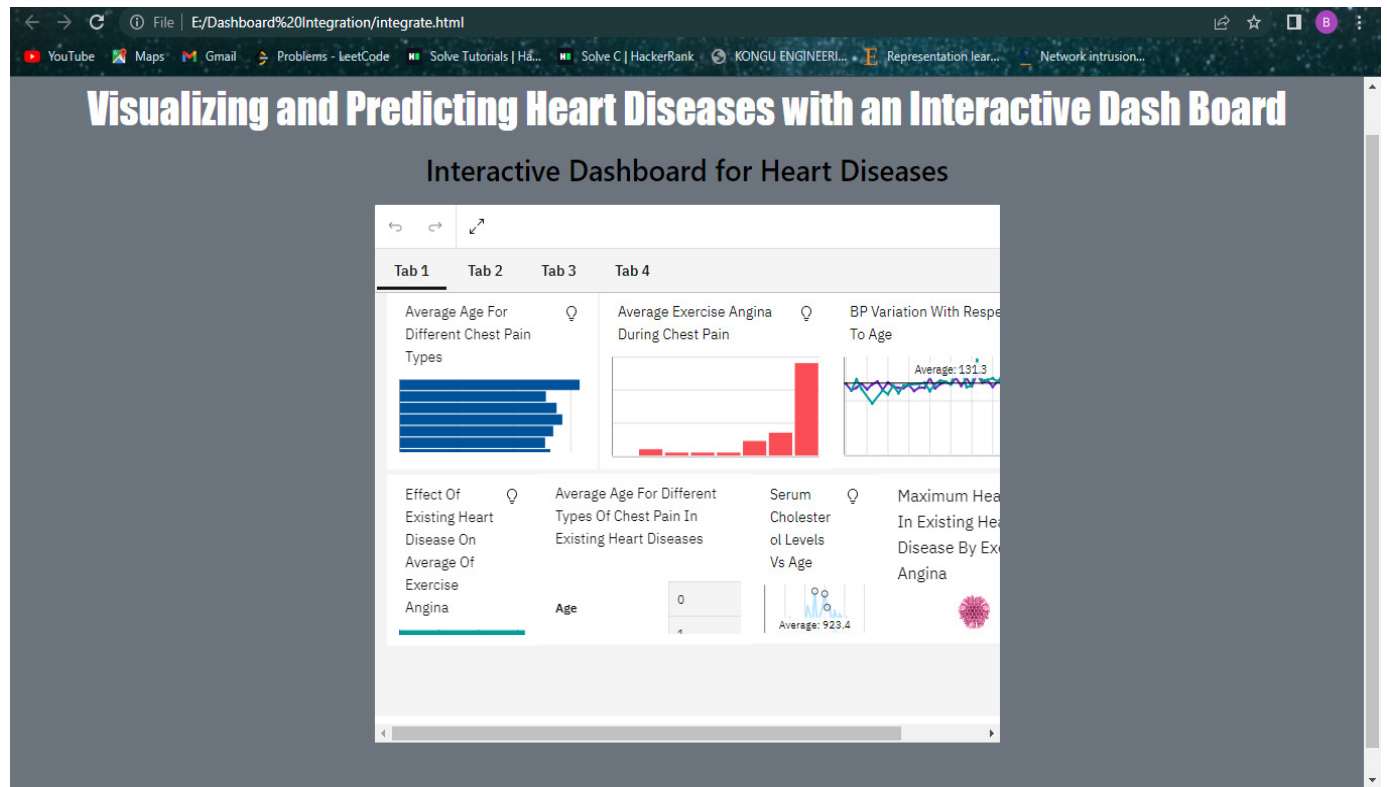 File E:/Dashboard%20Integration/integrate.html
B
YouTube Maps Gmail Problems - LeetCode Solve Tutorials | Ha... Solve C | HackerRank KONGU ENGINEERI... Representation lear... Network intrusion...
Visualizing and Predicting Heart Diseases with an Interactive Dash Board
Interactive Dashboard for Heart Diseases
Tab 1 Tab 2 Tab 3 Tab 4
Average Age For
Different Chest Pain
Types
Average Exercise Angina
During Chest Pain
BP Variation With Respe
To Age
Average: 131.3
Effect Of
Existing Heart
Disease On
Average Of
Exercise
Angina
Average Age For Different
Types Of Chest Pain In
Existing Heart Diseases
Age
0
1
Serum
Cholester
ol Levels
Vs Age
Average: 923.4
Maximum Hea
In Existing Hea
Disease By Exe
Angina